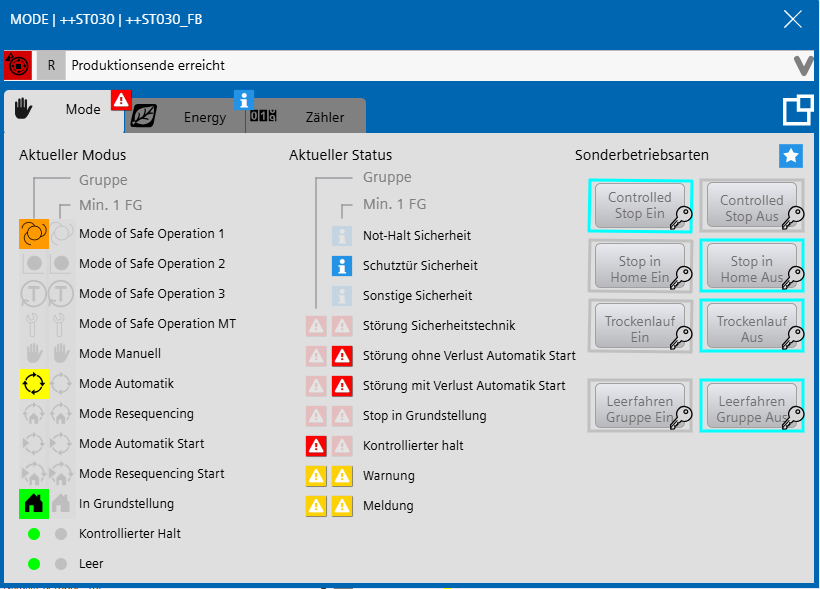 MODE | ++ST030 | ++ST030_FB
R Produktionsende erreicht
Mode
Energy
Zähler
Aktueller Modus
Gruppe
Min. 1 FG
Mode of Safe Operation 1
Mode of Safe Operation 2
Mode of Safe Operation 3
Mode of Safe Operation MT
Mode Manuell
Mode Automatik
Mode Resequencing
Mode Automatik Start
Mode Resequencing Start
In Grundstellung
Kontrollierter Halt
Leer
Aktueller Status
Gruppe
Min. 1 FG
Not-Halt Sicherheit
Schutztür Sicherheit
Sonstige Sicherheit
Störung Sicherheitstechnik
Störung ohne Verlust Automatik Start
Störung mit Verlust Automatik Start
Stop in Grundstellung
Kontrollierter halt
Warnung
Meldung
Sonderbetriebsarten
Controlled
Stop Ein
Controlled
Stop Aus
Stop in
Home Ein
Stop in
Home Aus
Trockenlauf
Ein
Trockenlauf
Aus
Leerfahren
Gruppe Ein
Leerfahren
Gruppe Aus